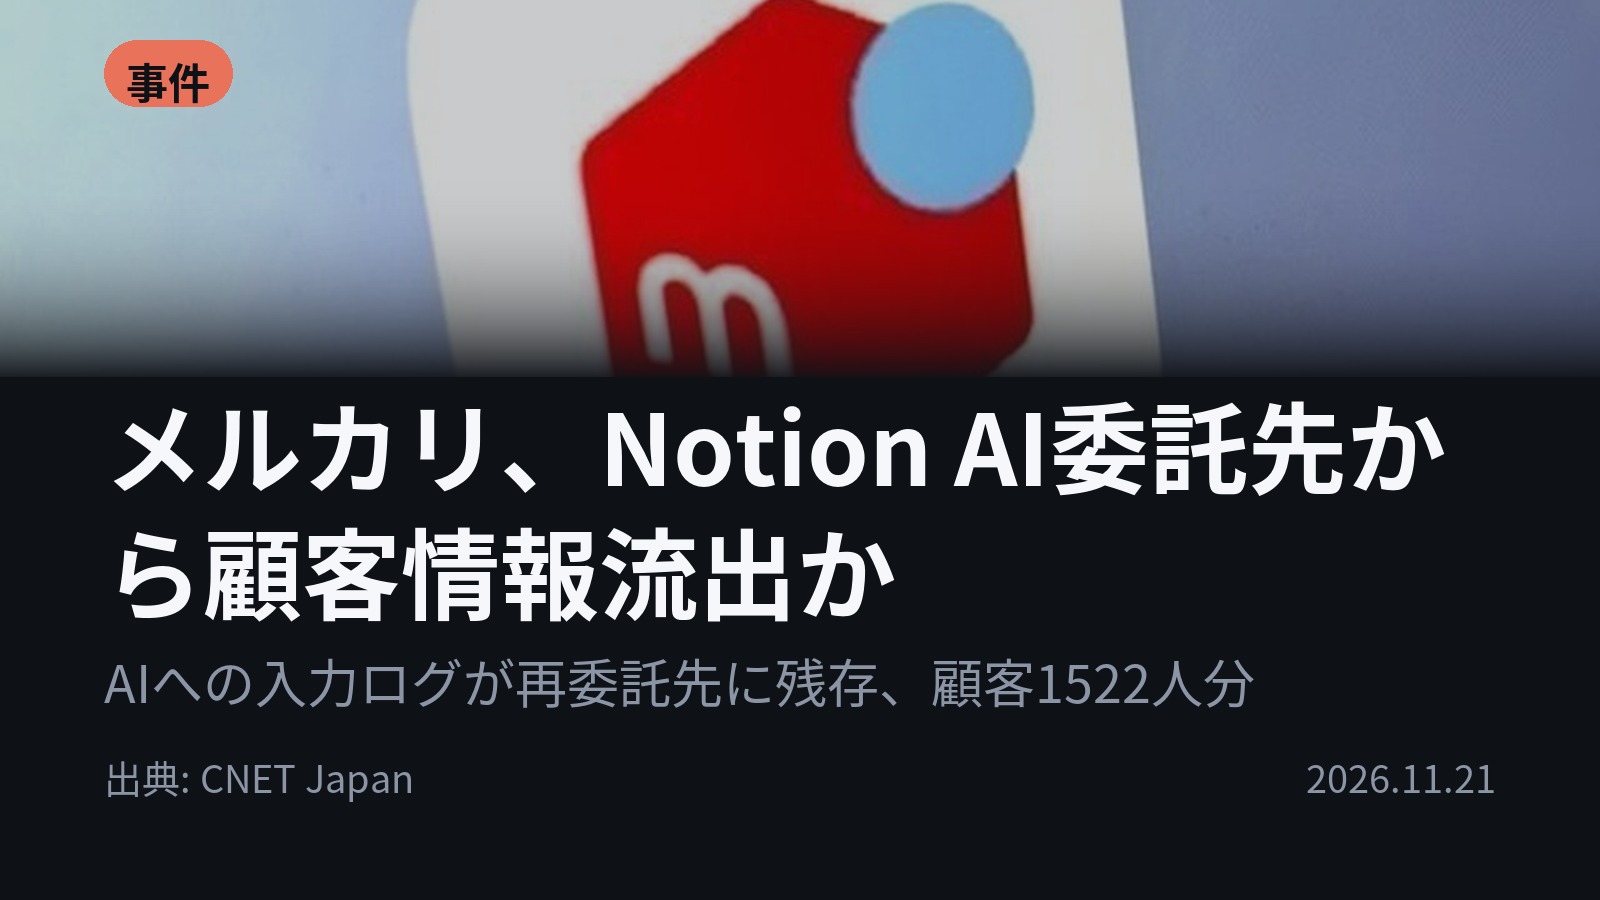 事件
m
メルカリ、Notion AI委託先か
ら顧客情報流出か
AIへの入力ログが再委託先に残存、顧客1522人分
出典: CNET Japan
2026.11.21